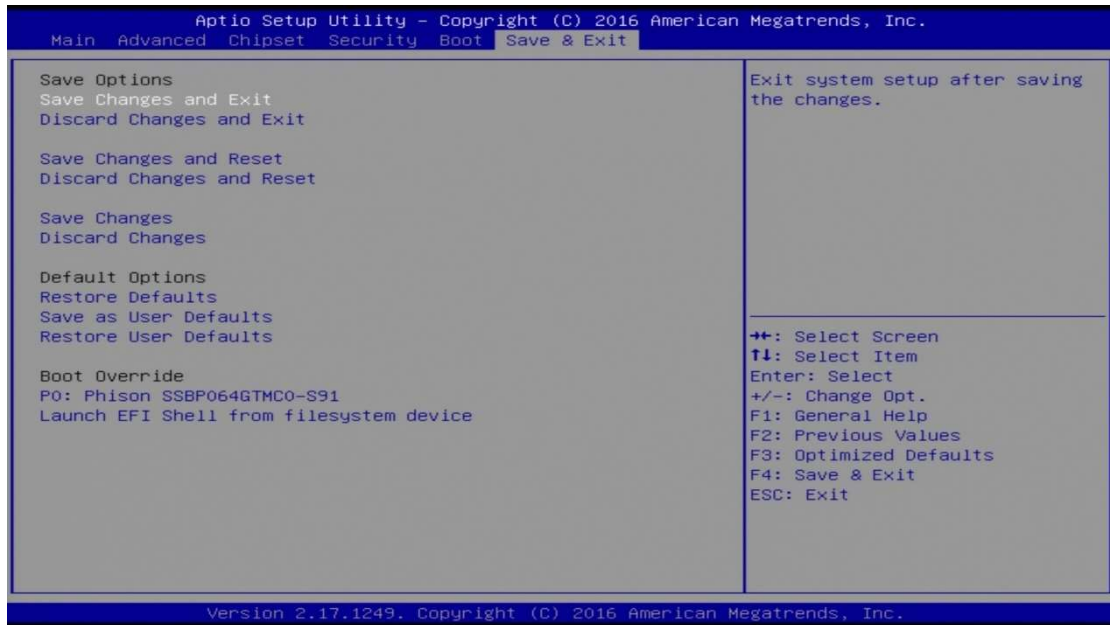 Aptio Setup Utility – Copyright (C) 2016 American Megatrends, Inc.
Main Advanced Chipset Security Boot Save & Exit
Save Options
Save Changes and Exit
Discard Changes and Exit
Save Changes and Reset
Discard Changes and Reset
Save Changes
Discard Changes
Default Options
Restore Defaults
Save as User Defaults
Restore User Defaults
Boot Override
P0: Phison SSBP064GTMC0-S91
Launch EFI Shell from filesystem device
Exit system setup after saving
the changes.
→←: Select Screen
↑↓: Select Item
Enter: Select
+/-: Change Opt.
F1: General Help
F2: Previous Values
F3: Optimized Defaults
F4: Save & Exit
ESC: Exit
Version 2.17.1249. Copyright (C) 2016 American Megatrends, Inc.